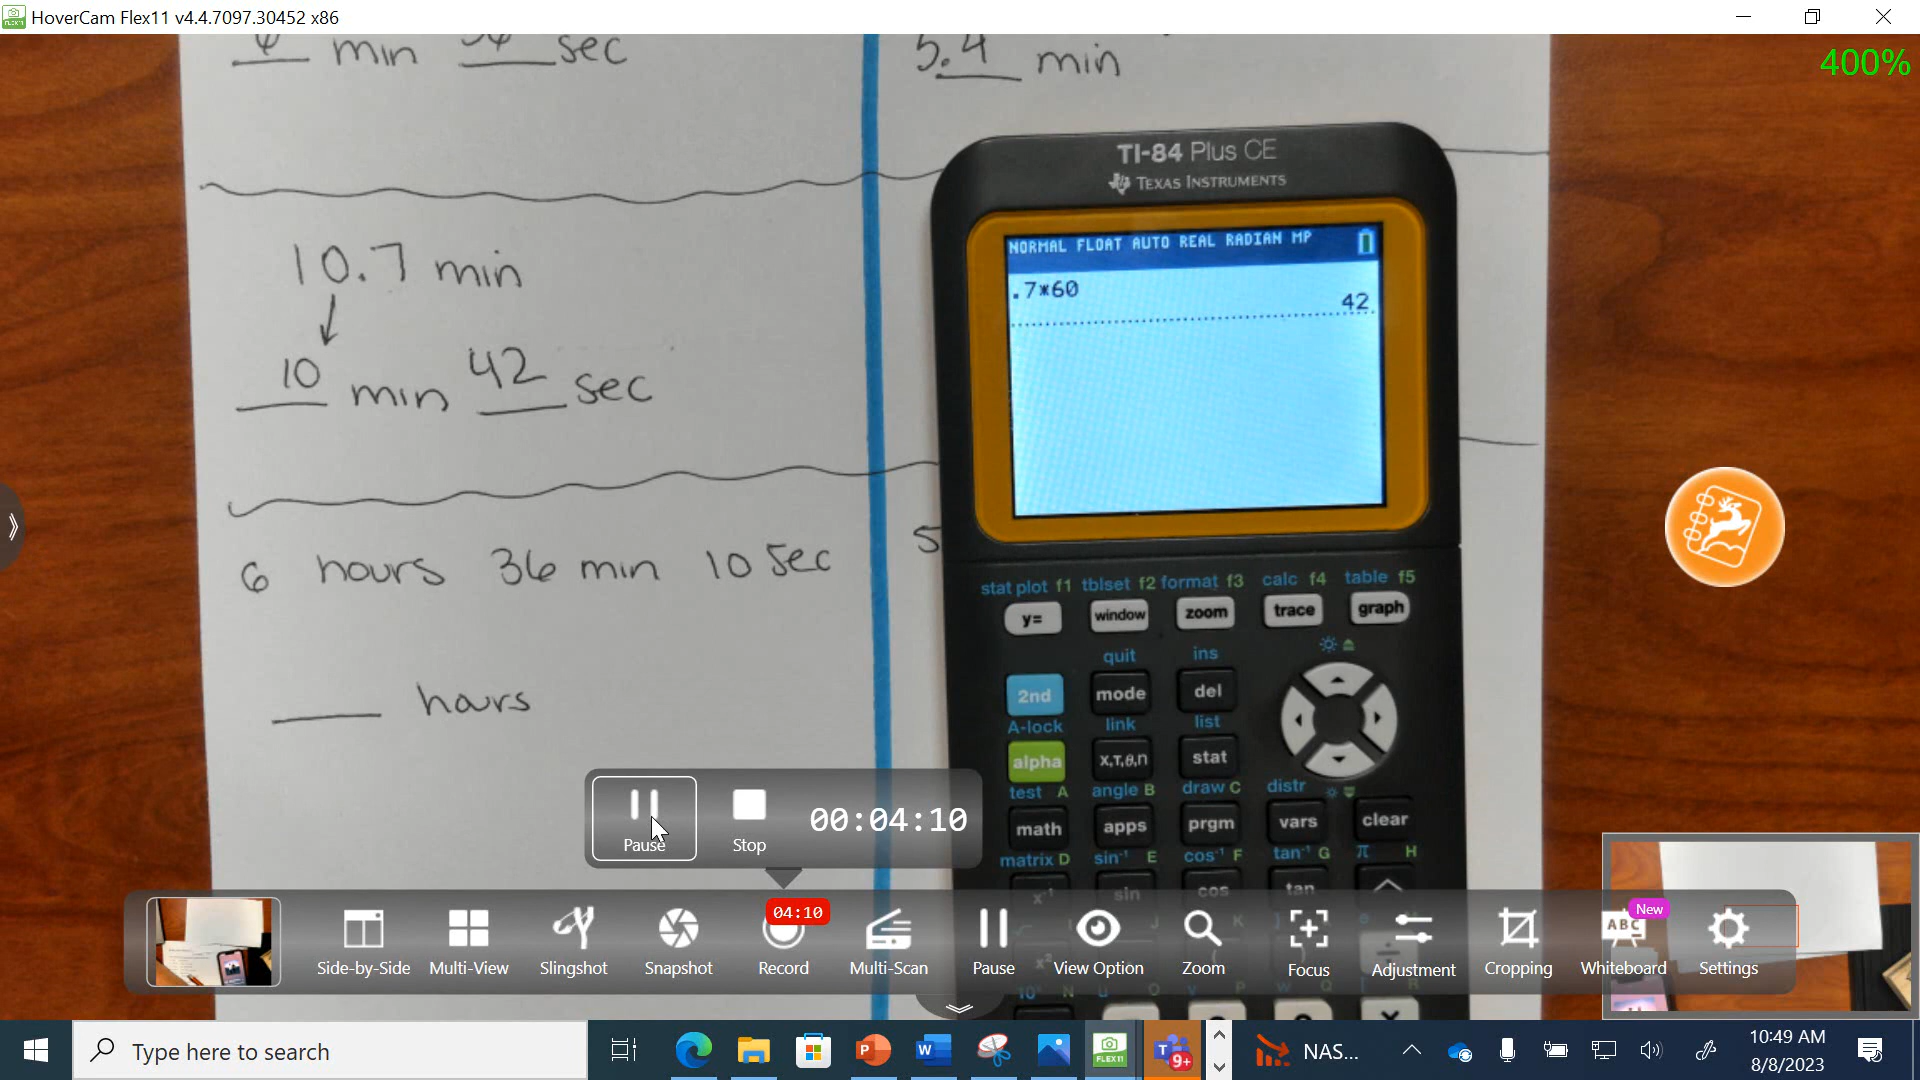 HoverCam Flex11 v4.4.7097.30452 x86
400%
min sec
5.4 min
TI-84 Plus CE
TEXAS INSTRUMENTS
NORMAL FLOAT AUTO REAL RADIAN MP
.7*60
42
10.7 min
10 min 42 sec
6 hours 36 min 10 sec
5
hours
stat plot f1 tblset f2 format f3 calc f4 table f5
y= window zoom trace graph
quit ins
2nd mode del
A-lock link list
alpha X,T,θ,n stat
test A angle B draw C distr
math apps prgm vars clear
matrix D sin⁻¹ E cos⁻¹ F tan⁻¹ G π H
x⁻¹ sin cos tan ^
Pause Stop 00:04:10
04:10
Side-by-Side Multi-View Slingshot Snapshot Record Multi-Scan Pause View Option Zoom Focus Adjustment Cropping Whiteboard Settings
New
ABC
Type here to search
FLEX11
9+
NAS...
10:49 AM
8/8/2023